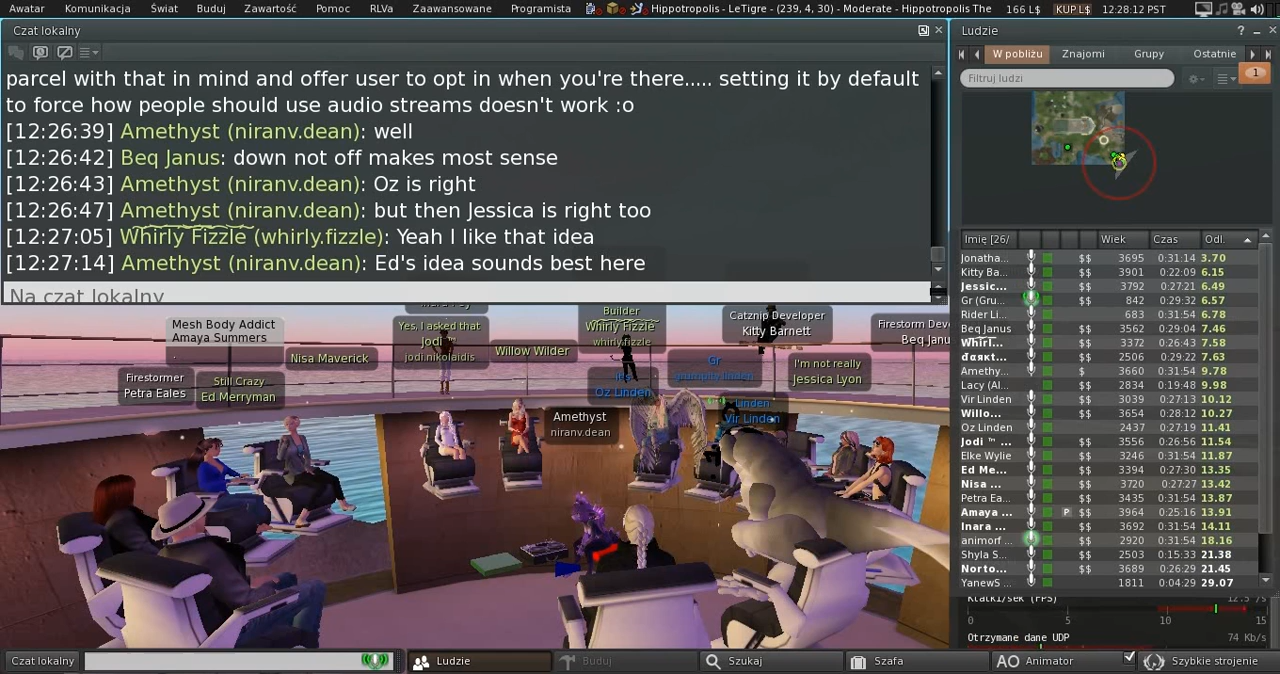 Awatar Komunikacja Świat Buduj Zawartość Pomoc RLVa Zaawansowane Programista Hippotropolis - LeTigre - (239, 4, 30) - Moderate - Hippotropolis The 166 L$ KUP L$ 12:28:12 PST
Czat lokalny
parcel with that in mind and offer user to opt in when you're there..... setting it by default
to force how people should use audio streams doesn't work :o
[12:26:39] Amethyst (niranv.dean): well
[12:26:42] Beq Janus: down not off makes most sense
[12:26:43] Amethyst (niranv.dean): Oz is right
[12:26:47] Amethyst (niranv.dean): but then Jessica is right too
[12:27:05] Whirly Fizzle (whirly.fizzle): Yeah I like that idea
[12:27:14] Amethyst (niranv.dean): Ed's idea sounds best here
Na czat lokalny
Mesh Body Addict
Amaya Summers
Nisa Maverick
Firestormer
Petra Eales
Still Crazy
Ed Merryman
Yes, I asked that
Jodi ™
jodi.nikolaidis
Willow Wilder
Builder
Whirly Fizzle
whirly.fizzle
Oz Linden
Gr
Catznip Developer
Kitty Barnett
I'm not really
Jessica Lyon
Firestorm Deve
Beq Janu
Linden
Vir Linden
Amethyst
niranv.dean
Ludzie
W pobliżu Znajomi Grupy Ostatnie
Filtruj ludzi
1
Imię [26/ Wiek Czas Odl.
Jonatha... $$ 3695 0:31:14 3.70
Kitty Ba... $$ 3901 0:22:09 6.15
Jessic... $$ 3792 0:27:21 6.49
Gr (Gru... 842 0:29:32 6.57
Rider Li... 683 0:31:54 6.78
Beq Janus $$ 3562 0:29:04 7.46
Whirl... $$ 3372 0:26:43 7.58
$$ 2506 0:29:22 7.63
Amethy... $ 3660 0:31:54 9.78
Lacy (Al... $$ 2834 0:19:48 9.98
Vir Linden $$ 3039 0:27:13 10.12
Willo... $$ 3654 0:28:12 10.27
Oz Linden 2437 0:27:19 11.41
Jodi ™ ... $$ 3556 0:26:56 11.54
Elke Wylie $$ 3246 0:31:54 11.87
Ed Me... $$ 3394 0:27:30 13.35
Nisa ... $$ 3720 0:27:27 13.42
Petra Ea... $$ 3435 0:31:54 13.87
Amaya ... P $$ 3964 0:25:16 13.91
Inara ... $$ 3692 0:31:54 14.11
animorf ... $$ 2920 0:31:54 18.16
Shyla S... $$ 2503 0:15:33 21.38
Norto... $$ 3689 0:26:29 21.45
YanewS ... 1811 0:04:29 29.07
Klatki/sek (FPS) 12.5 /s
0 5 10 15
Otrzymane dane UDP 74 Kb/s
Czat lokalny Ludzie Buduj Szukaj Szafa AO Animator Szybkie strojenie